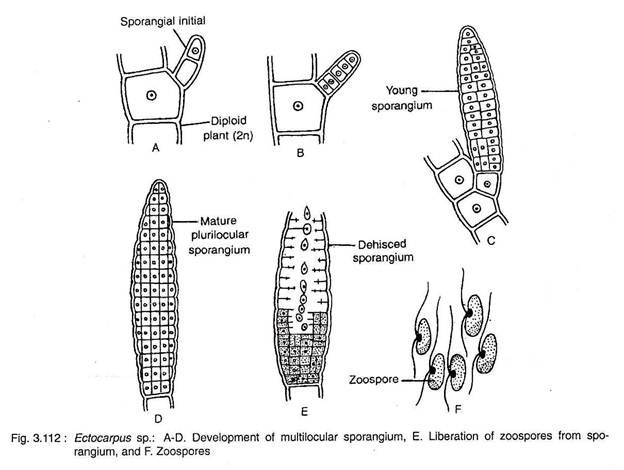 Sporangial initial
Diploid
plant (2n)
A
B
Young
sporangium
C
Mature
plurilocular
sporangium
D
Dehisced
sporangium
E
Zoospore
F
Fig. 3.112 : Ectocarpus sp.: A-D. Development of multilocular sporangium, E. Liberation of zoospores from spo-
rangium, and F. Zoospores